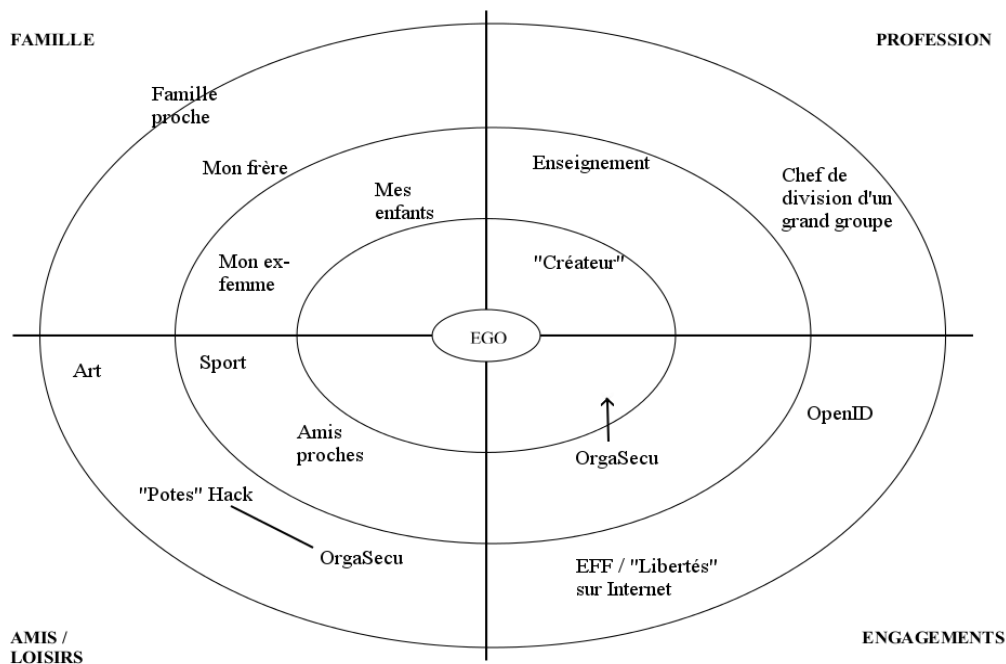 FAMILLE
PROFESSION
Famille
proche
Mon frère
Mes
enfants
Enseignement
Chef de
division d'un
grand groupe
Mon ex-
femme
"Créateur"
EGO
Art
Sport
Amis
proches
OpenID
OrgaSecu
"Potes" Hack
OrgaSecu
EFF / "Libertés"
sur Internet
AMIS /
LOISIRS
ENGAGEMENTS